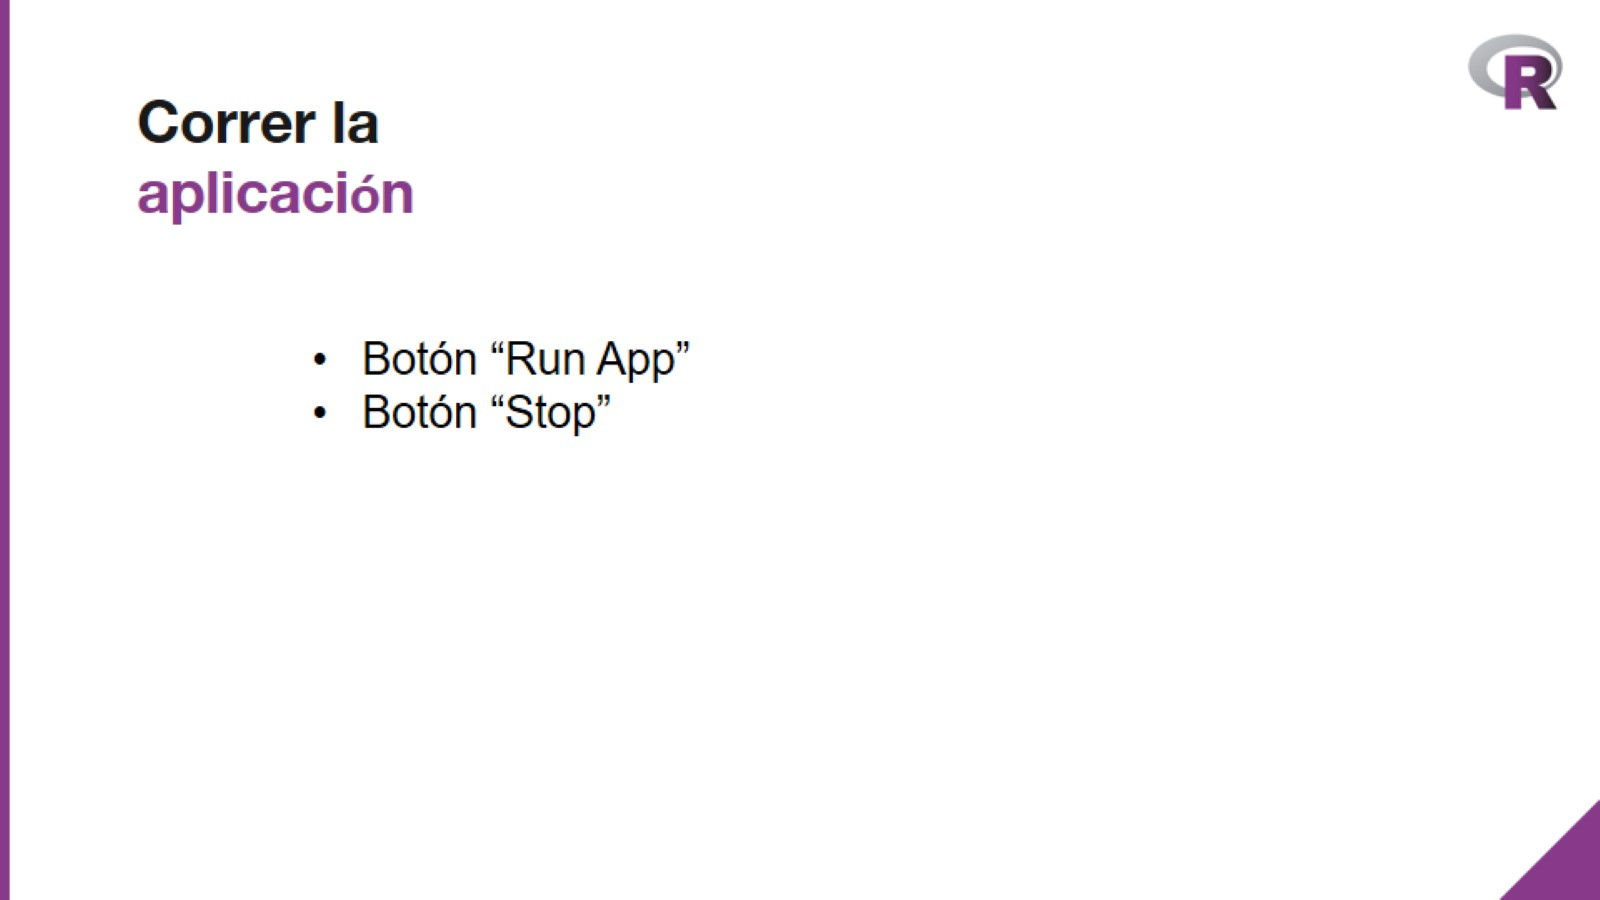 R
Correr la
aplicación
• Botón “Run App”
• Botón “Stop”